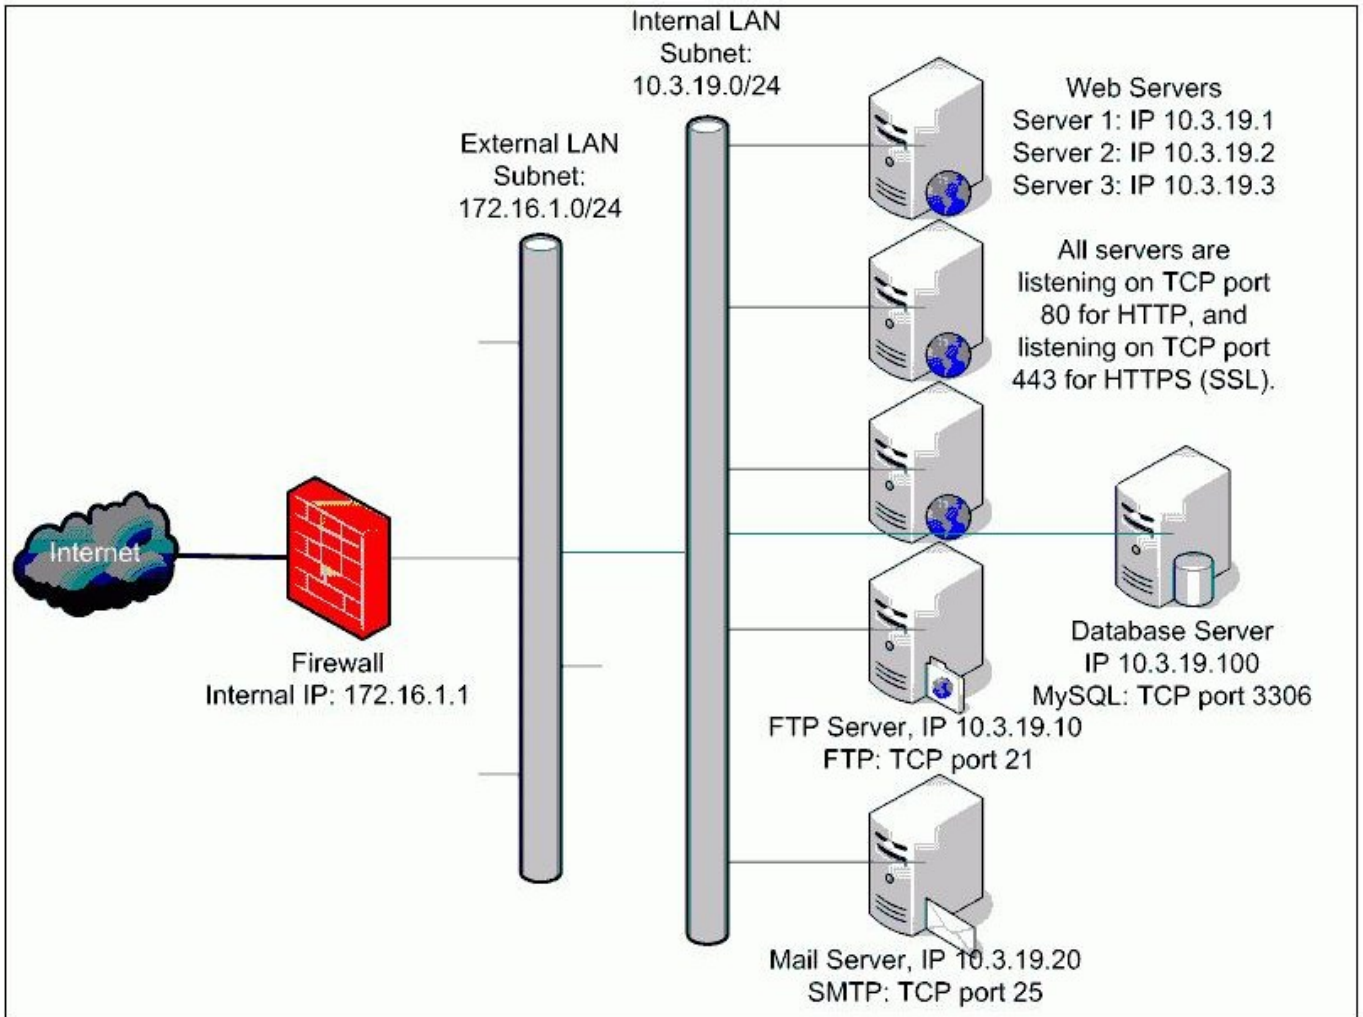 Internal LAN
Subnet:
10.3.19.0/24
External LAN
Subnet:
172.16.1.0/24
Web Servers
Server 1: IP 10.3.19.1
Server 2: IP 10.3.19.2
Server 3: IP 10.3.19.3
All servers are
listening on TCP port
80 for HTTP, and
listening on TCP port
443 for HTTPS (SSL).
Internet
Firewall
Internal IP: 172.16.1.1
Database Server
IP 10.3.19.100
MySQL: TCP port 3306
FTP Server, IP 10.3.19.10
FTP: TCP port 21
Mail Server, IP 10.3.19.20
SMTP: TCP port 25